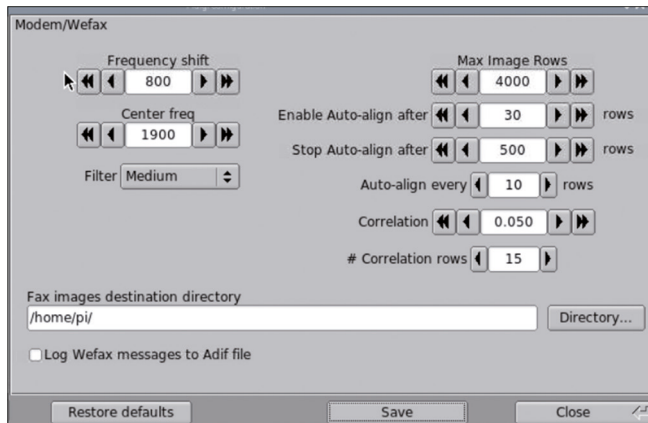 Modem/Wefax
Frequency shift
800
Center freq
1900
Filter Medium
Max Image Rows
4000
Enable Auto-align after 30 rows
Stop Auto-align after 500 rows
Auto-align every 10 rows
Correlation 0.050
# Correlation rows 15
Fax images destination directory
/home/pi/
Directory...
Log Wefax messages to Adif file
Restore defaults
Save
Close